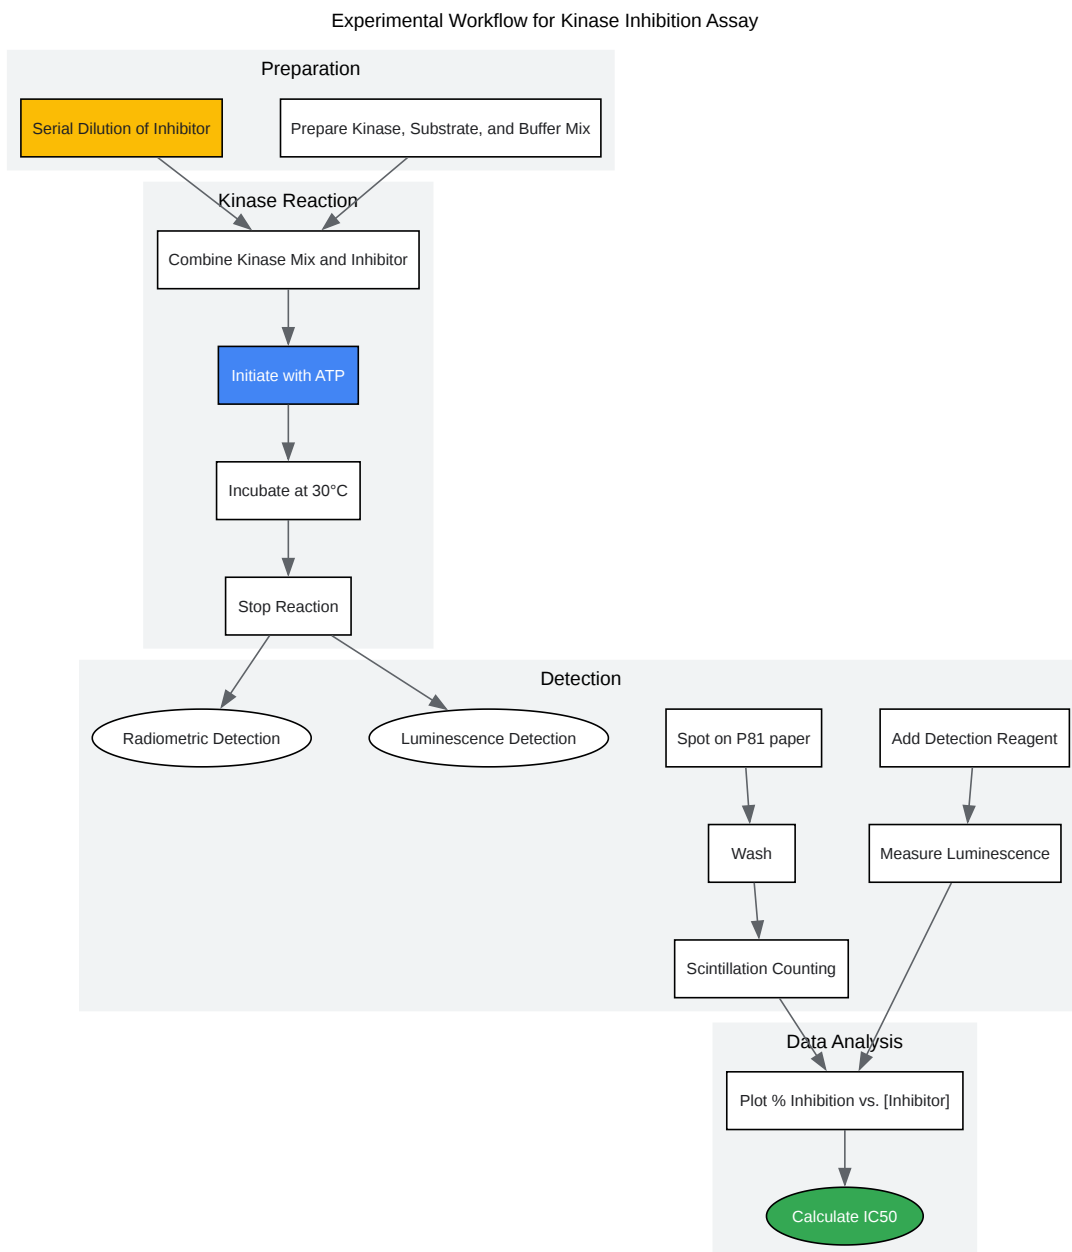 Experimental Workflow for Kinase Inhibition Assay
Preparation
Serial Dilution of Inhibitor
Prepare Kinase, Substrate, and Buffer Mix
Kinase Reaction
Combine Kinase Mix and Inhibitor
Initiate with ATP
Incubate at 30°C
Stop Reaction
Detection
Radiometric Detection
Luminescence Detection
Spot on P81 paper
Add Detection Reagent
Wash
Measure Luminescence
Scintillation Counting
Data Analysis
Plot % Inhibition vs. [Inhibitor]
Calculate IC50